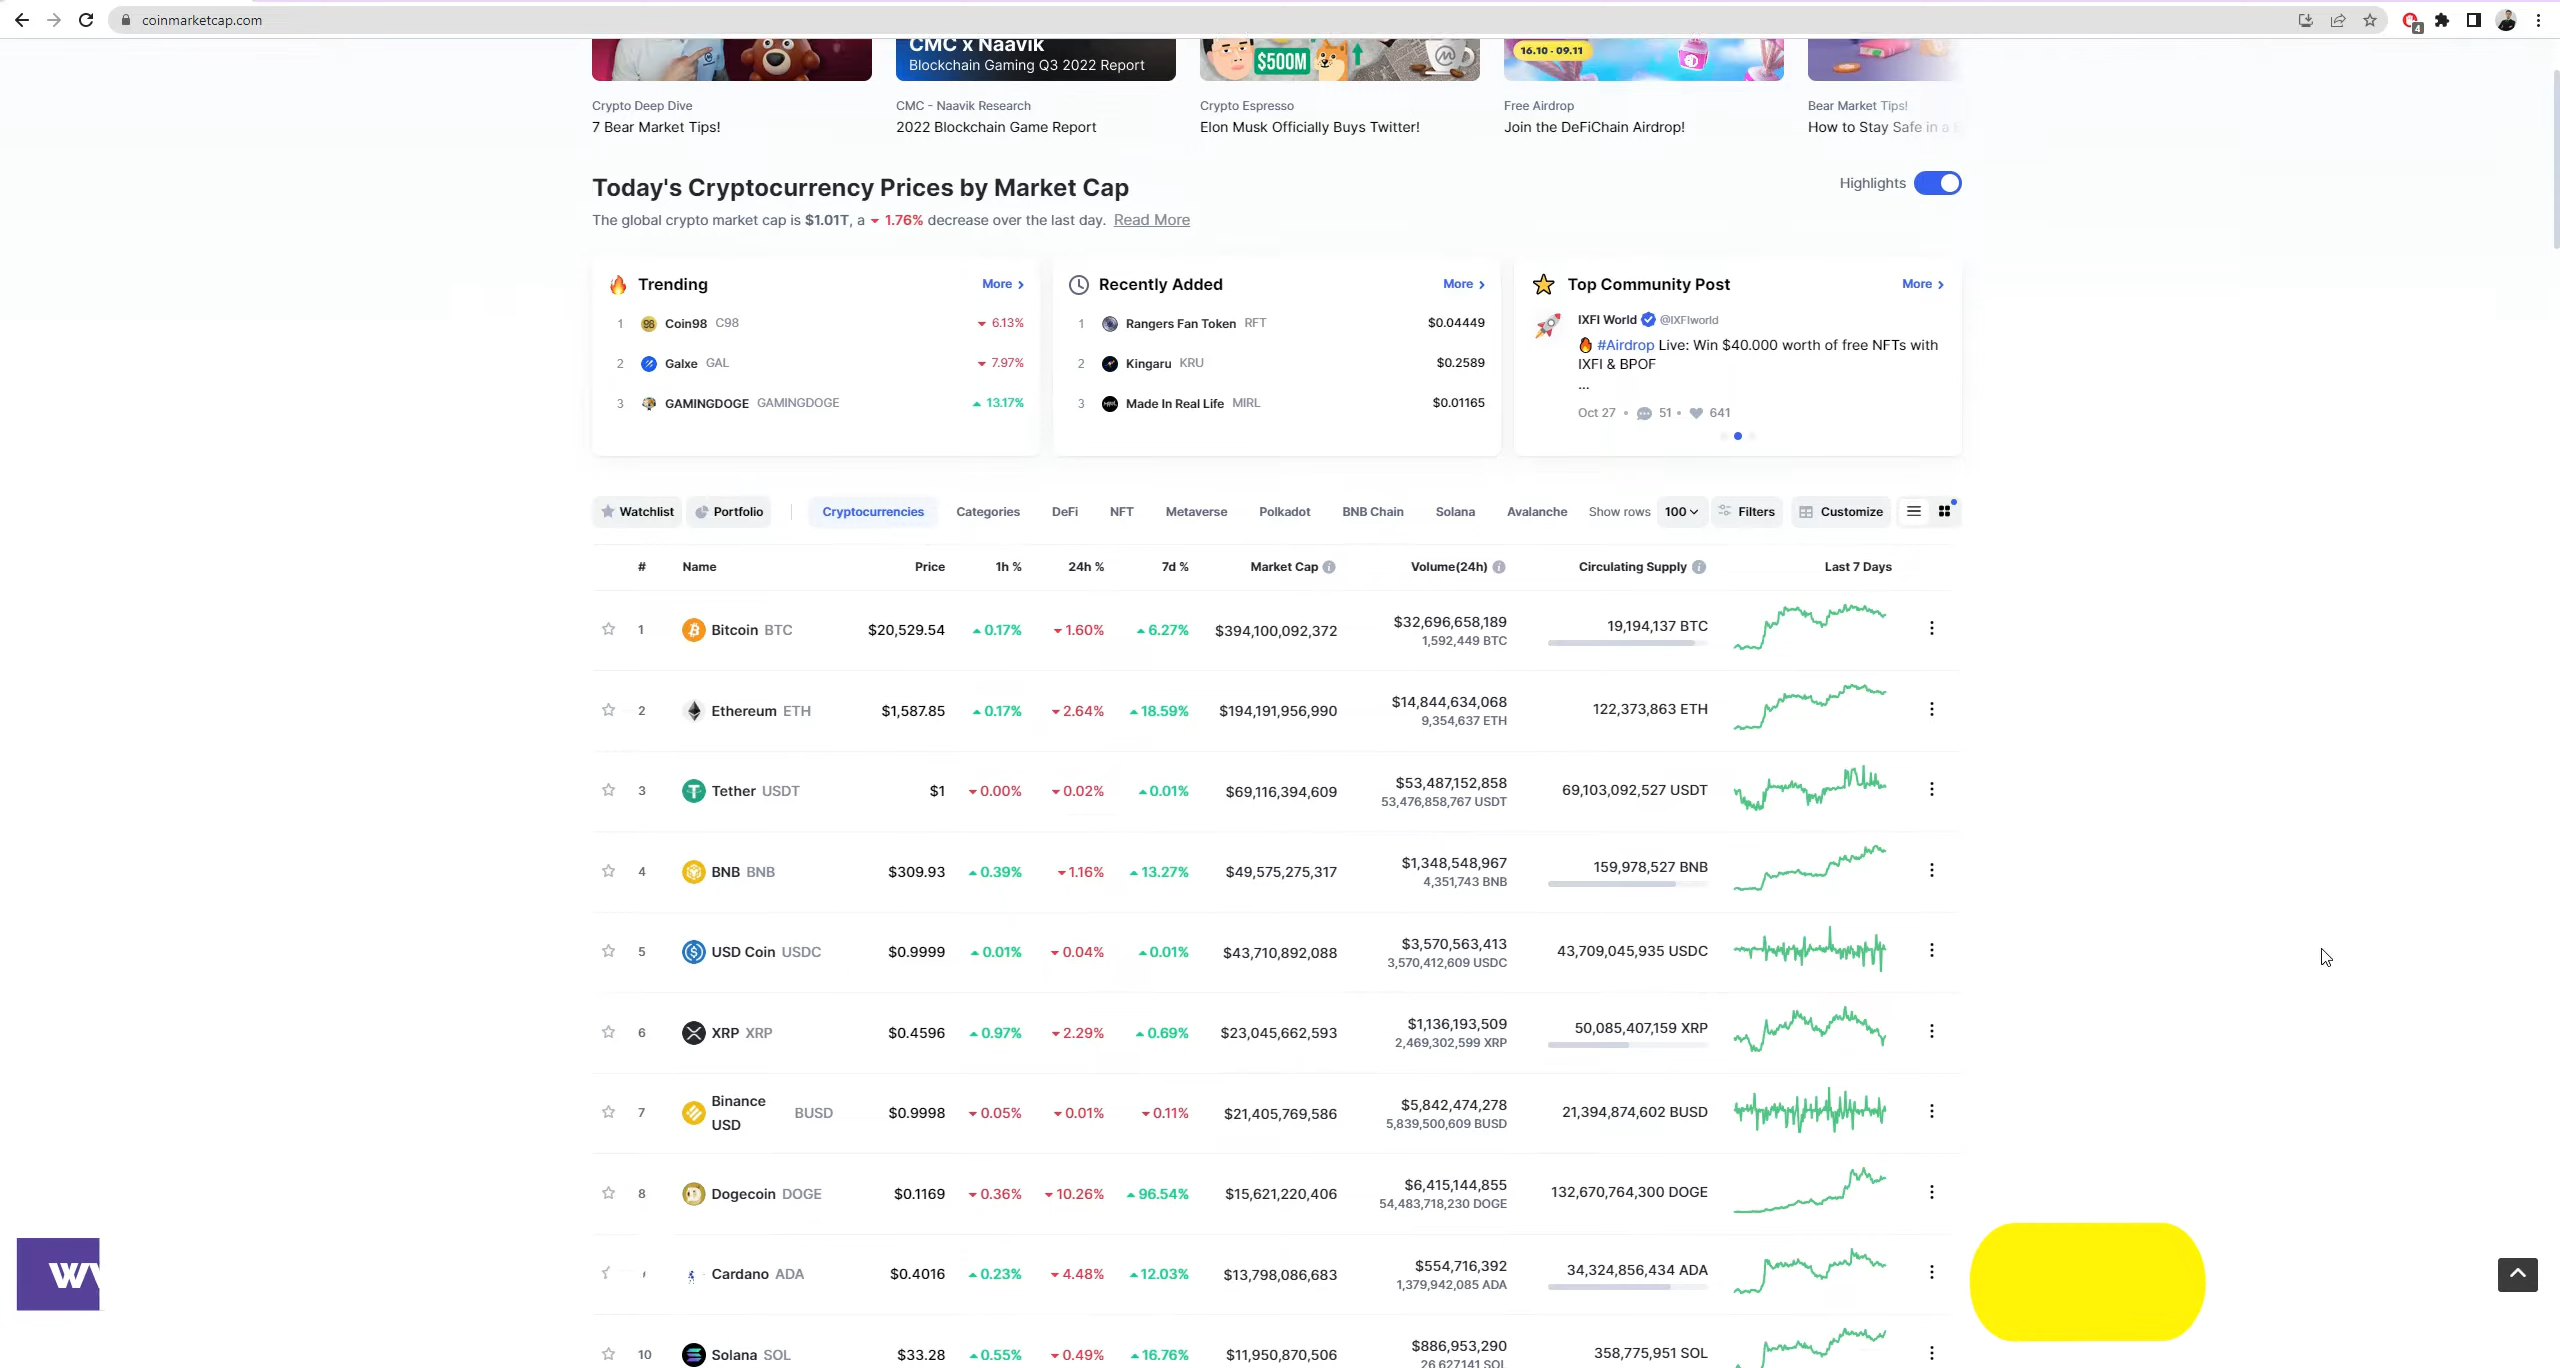 coinmarketcap.com
4
CMC x Naavik
Blockchain Gaming Q3 2022 Report
$500M
16.10 - 09.11
Crypto Deep Dive
7 Bear Market Tips!
CMC - Naavik Research
2022 Blockchain Game Report
Crypto Espresso
Elon Musk Officially Buys Twitter!
Free Airdrop
Join the DeFiChain Airdrop!
Bear Market Tips!
How to Stay Safe in a
Today's Cryptocurrency Prices by Market Cap
Highlights
The global crypto market cap is $1.01T, a 1.76% decrease over the last day. Read More
Trending More
1 Coin98 C98 6.13%
2 Galxe GAL 7.97%
3 GAMINGDOGE GAMINGDOGE 13.17%
Recently Added More
1 Rangers Fan Token RFT $0.04449
2 Kingaru KRU $0.2589
3 Made In Real Life MIRL $0.01165
Top Community Post More
IXFI World @IXFIworld
#Airdrop Live: Win $40.000 worth of free NFTs with
IXFI & BPOF
...
Oct 27 • 51 • 641
Watchlist Portfolio Cryptocurrencies Categories DeFi NFT Metaverse Polkadot BNB Chain Solana Avalanche Show rows 100 Filters Customize
# Name Price 1h % 24h % 7d % Market Cap Volume(24h) Circulating Supply Last 7 Days
1 Bitcoin BTC $20,529.54 0.17% 1.60% 6.27% $394,100,092,372 $32,696,658,189 19,194,137 BTC
1,592,449 BTC
2 Ethereum ETH $1,587.85 0.17% 2.64% 18.59% $194,191,956,990 $14,844,634,068 122,373,863 ETH
9,354,637 ETH
3 Tether USDT $1 0.00% 0.02% 0.01% $69,116,394,609 $53,487,152,858 69,103,092,527 USDT
53,476,858,767 USDT
4 BNB BNB $309.93 0.39% 1.16% 13.27% $49,575,275,317 $1,348,548,967 159,978,527 BNB
4,351,743 BNB
5 USD Coin USDC $0.9999 0.01% 0.04% 0.01% $43,710,892,088 $3,570,563,413 43,709,045,935 USDC
3,570,412,609 USDC
6 XRP XRP $0.4596 0.97% 2.29% 0.69% $23,045,662,593 $1,136,193,509 50,085,407,159 XRP
2,469,302,599 XRP
7 Binance USD BUSD $0.9998 0.05% 0.01% 0.11% $21,405,769,586 $5,842,474,278 21,394,874,602 BUSD
5,839,500,609 BUSD
8 Dogecoin DOGE $0.1169 0.36% 10.26% 96.54% $15,621,220,406 $6,415,144,855 132,670,764,300 DOGE
54,483,718,230 DOGE
Cardano ADA $0.4016 0.23% 4.48% 12.03% $13,798,086,683 $554,716,392 34,324,856,434 ADA
1,379,942,085 ADA
10 Solana SOL $33.28 0.55% 0.49% 16.76% $11,950,870,506 $886,953,290 358,775,951 SOL